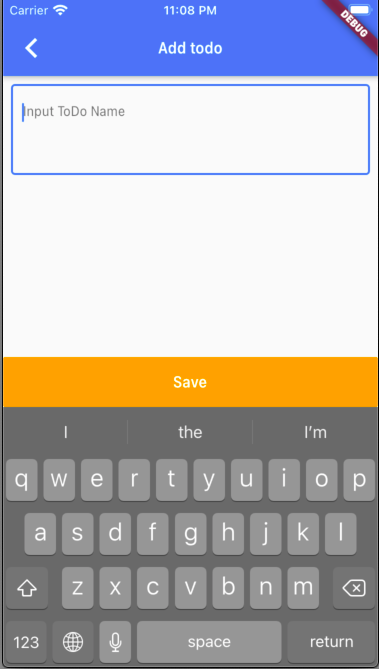 Carrier 11:08 PM
DEBUG
Add todo
Input ToDo Name
Save
I the I'm
q w e r t y u i o p
a s d f g h j k l
z x c v b n m
123 space return